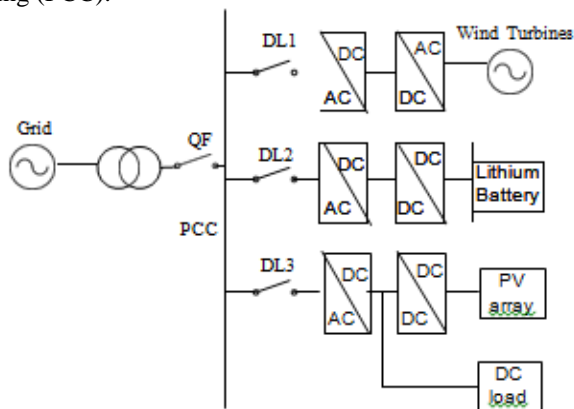 ng (PCC).
DL1
DC
AC
AC
DC
Wind Turbines
Grid
QF
DL2
DC
AC
DC
DC
Lithium
Battery
PCC
DL3
DC
AC
DC
DC
PV
array
DC
load